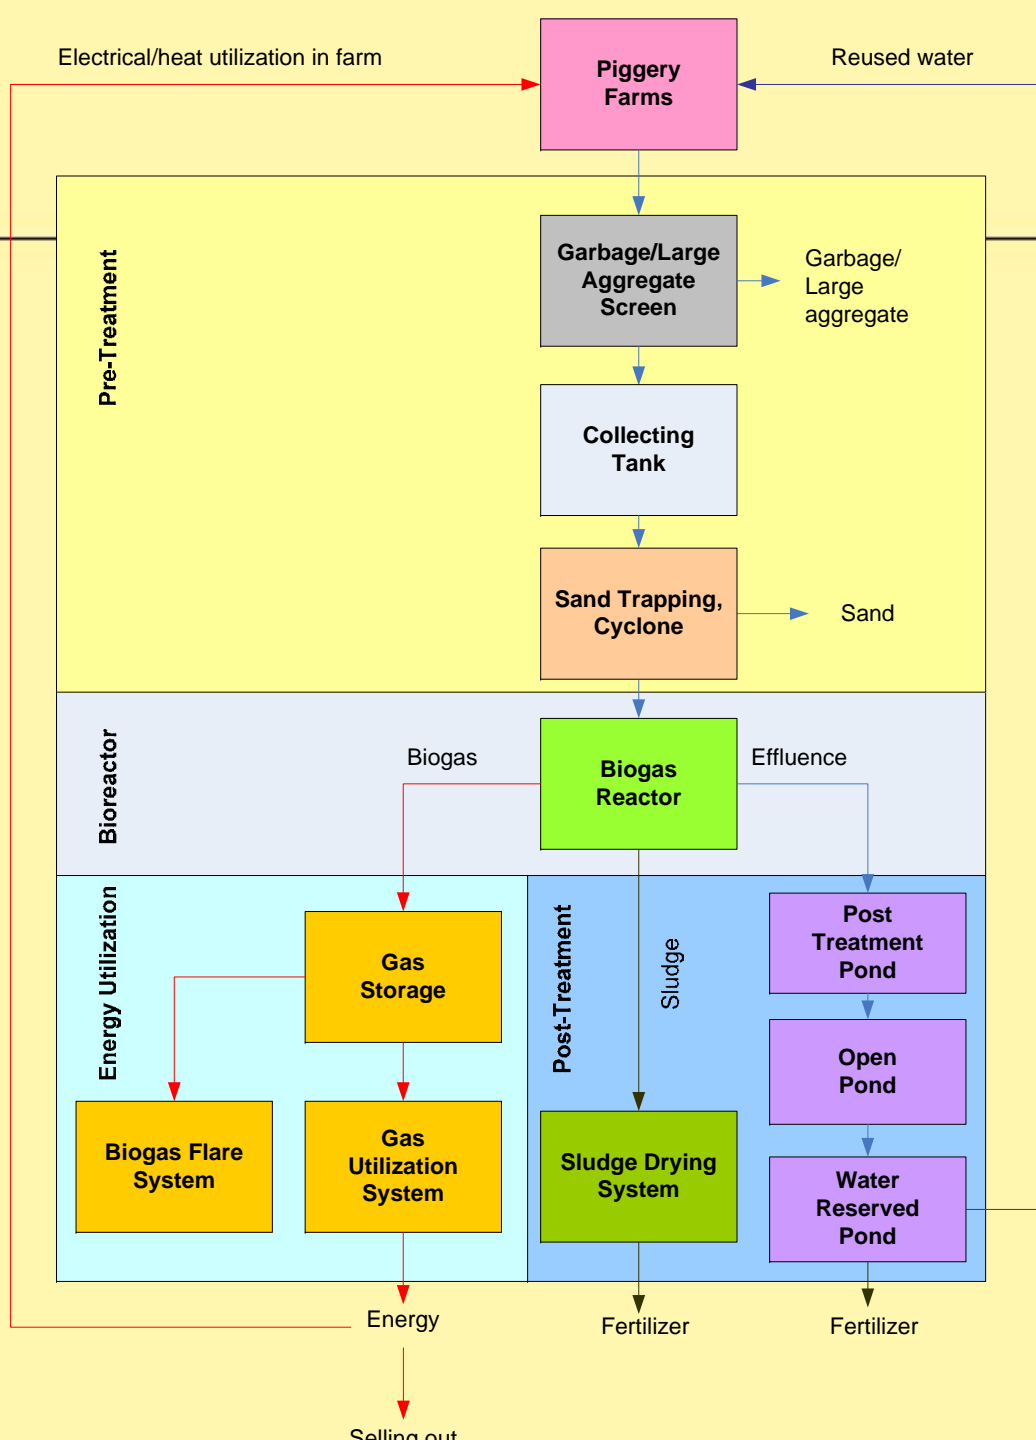 Electrical/heat utilization in farm
Piggery
Farms
Reused water
Pre-Treatment
Garbage/Large
Aggregate
Screen
Garbage/
Large
aggregate
Collecting
Tank
Sand Trapping,
Cyclone
Sand
Bioreactor
Biogas
Biogas
Reactor
Effluence
Energy Utilization
Gas
Storage
Post-Treatment
Sludge
Post
Treatment
Pond
Open
Pond
Biogas Flare
System
Gas
Utilization
System
Sludge Drying
System
Water
Reserved
Pond
Energy
Fertilizer
Fertilizer
Selling out